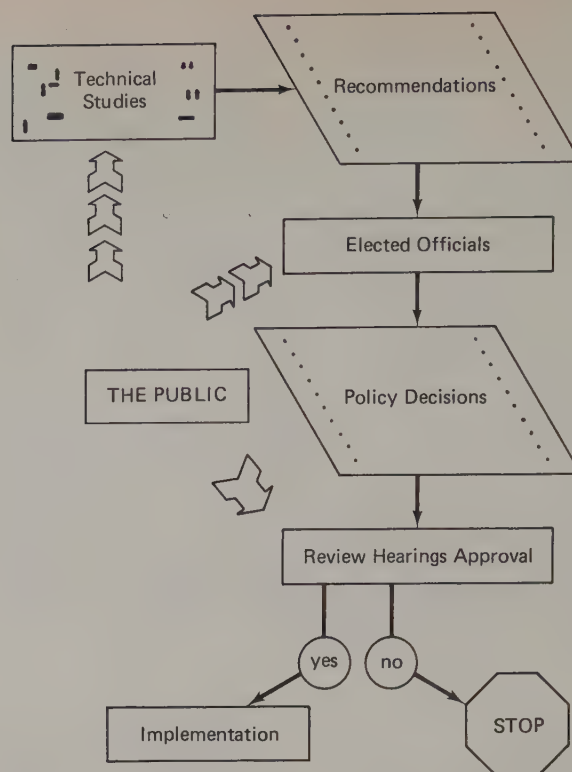 Technical
Studies
Recommendations
Elected Officials
THE PUBLIC
Policy Decisions
Review Hearings Approval
yes
no
Implementation
STOP